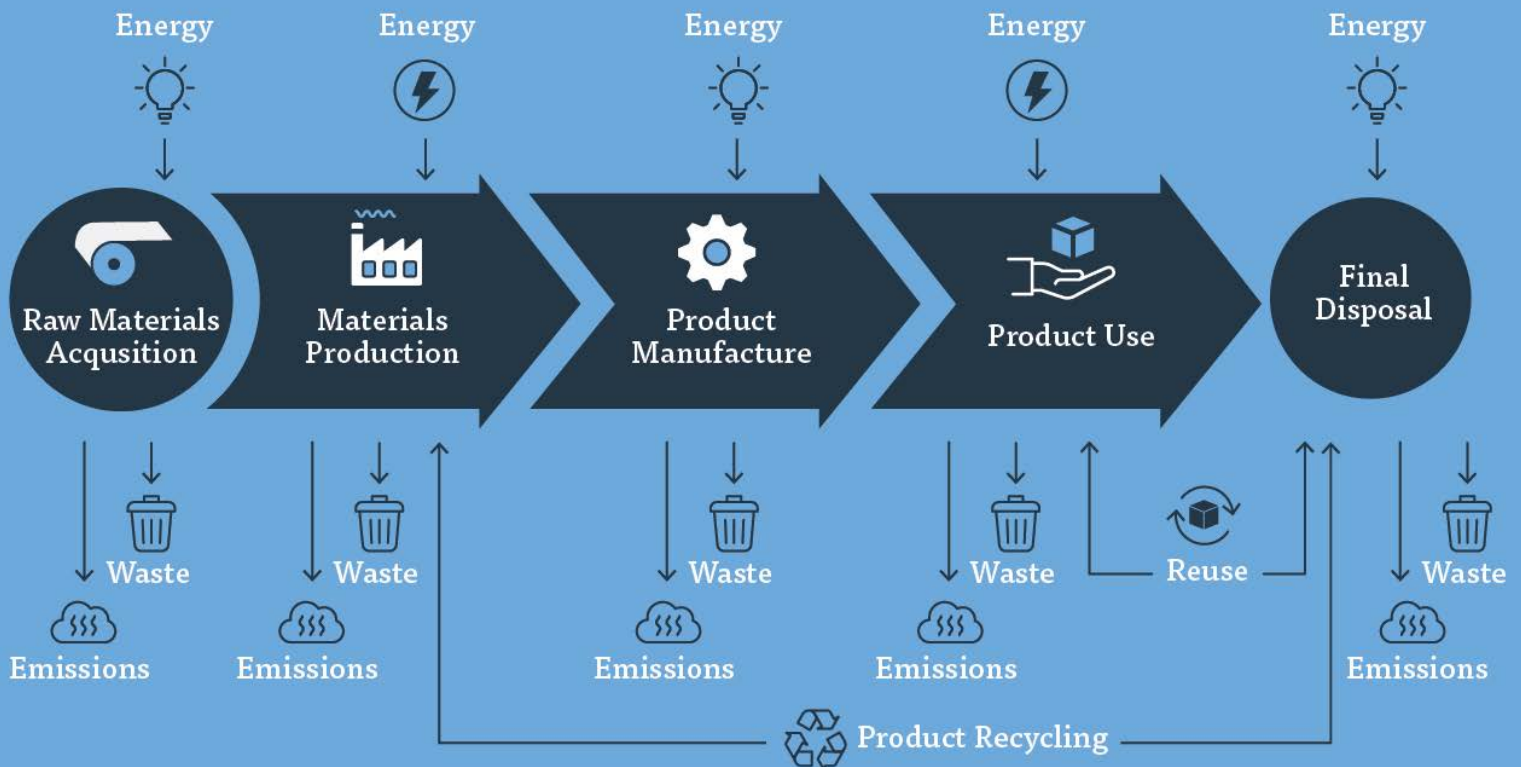 Energy
Energy
Energy
Energy
Energy
Raw Materials
Acqusition
Materials
Production
Product
Manufacture
Product Use
Final
Disposal
Waste
Waste
Waste
Waste
Reuse
Waste
Emissions
Emissions
Emissions
Emissions
Emissions
Product Recycling